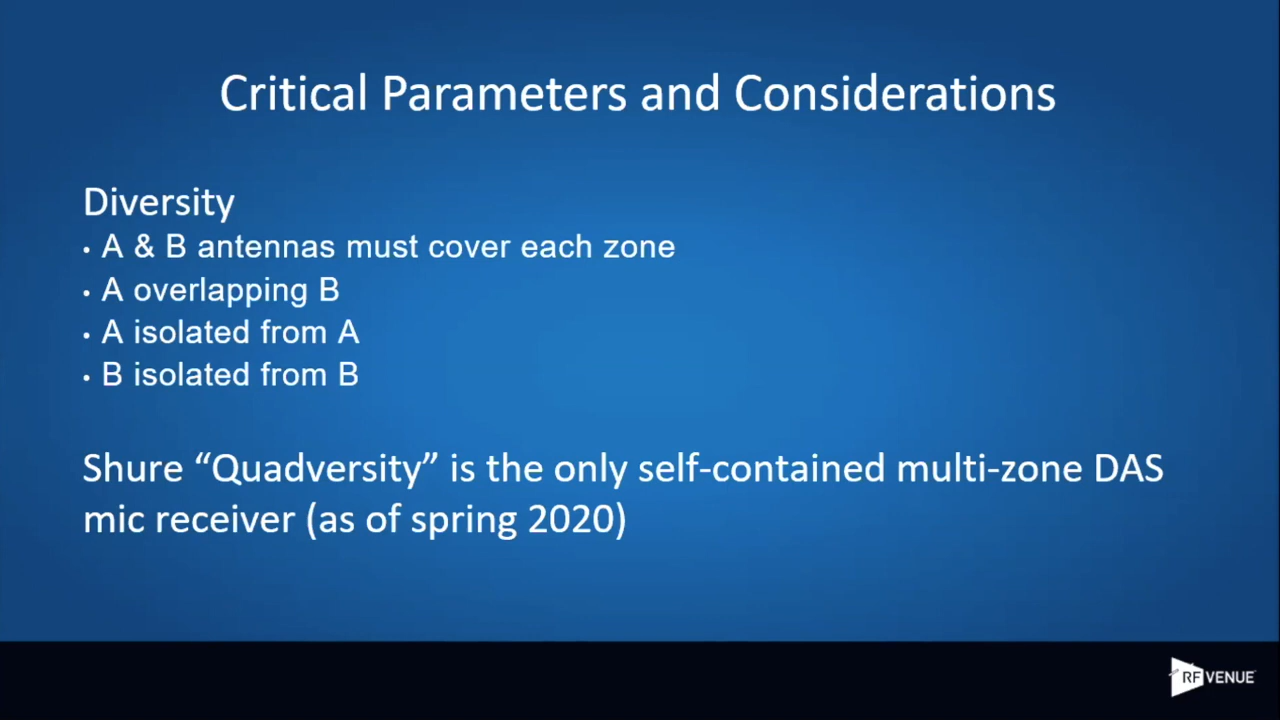 Critical Parameters and Considerations
Diversity
• A & B antennas must cover each zone
• A overlapping B
• A isolated from A
• B isolated from B
Shure “Quadversity” is the only self-contained multi-zone DAS
mic receiver (as of spring 2020)
RF VENUE